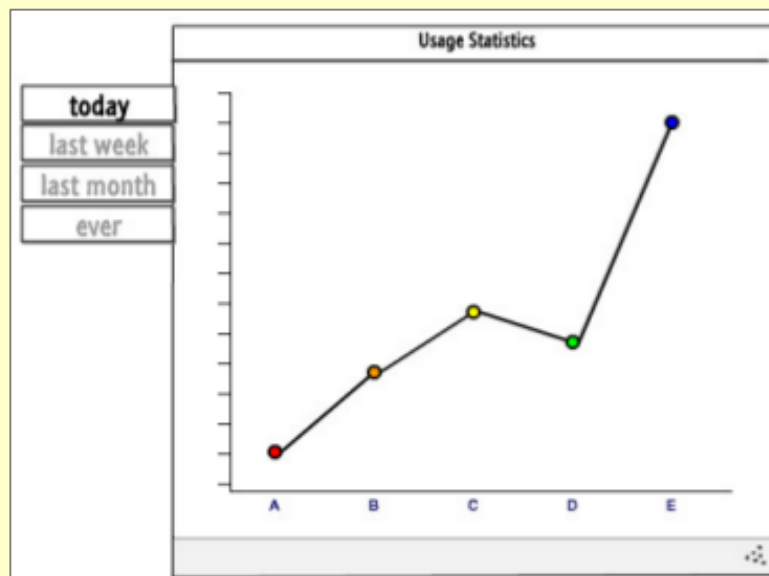 Usage Statistics
today
last week
last month
ever
A B C D E